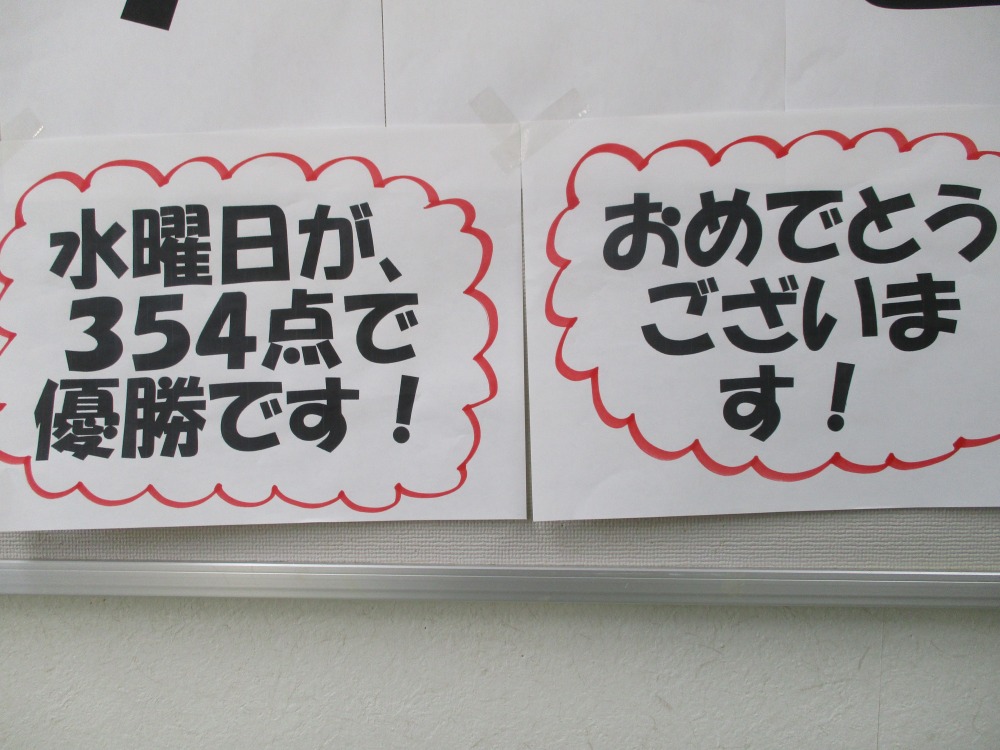 水曜日が、
354点で
優勝です！
おめでとう
ございま
す！